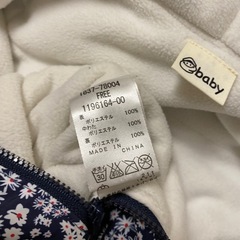 1837-78004
FREE
119G164-00
表 ポリエステル 100%
中わた ポリエステル 100%
裏 ポリエステル 100%
MADE IN CHINA
baby